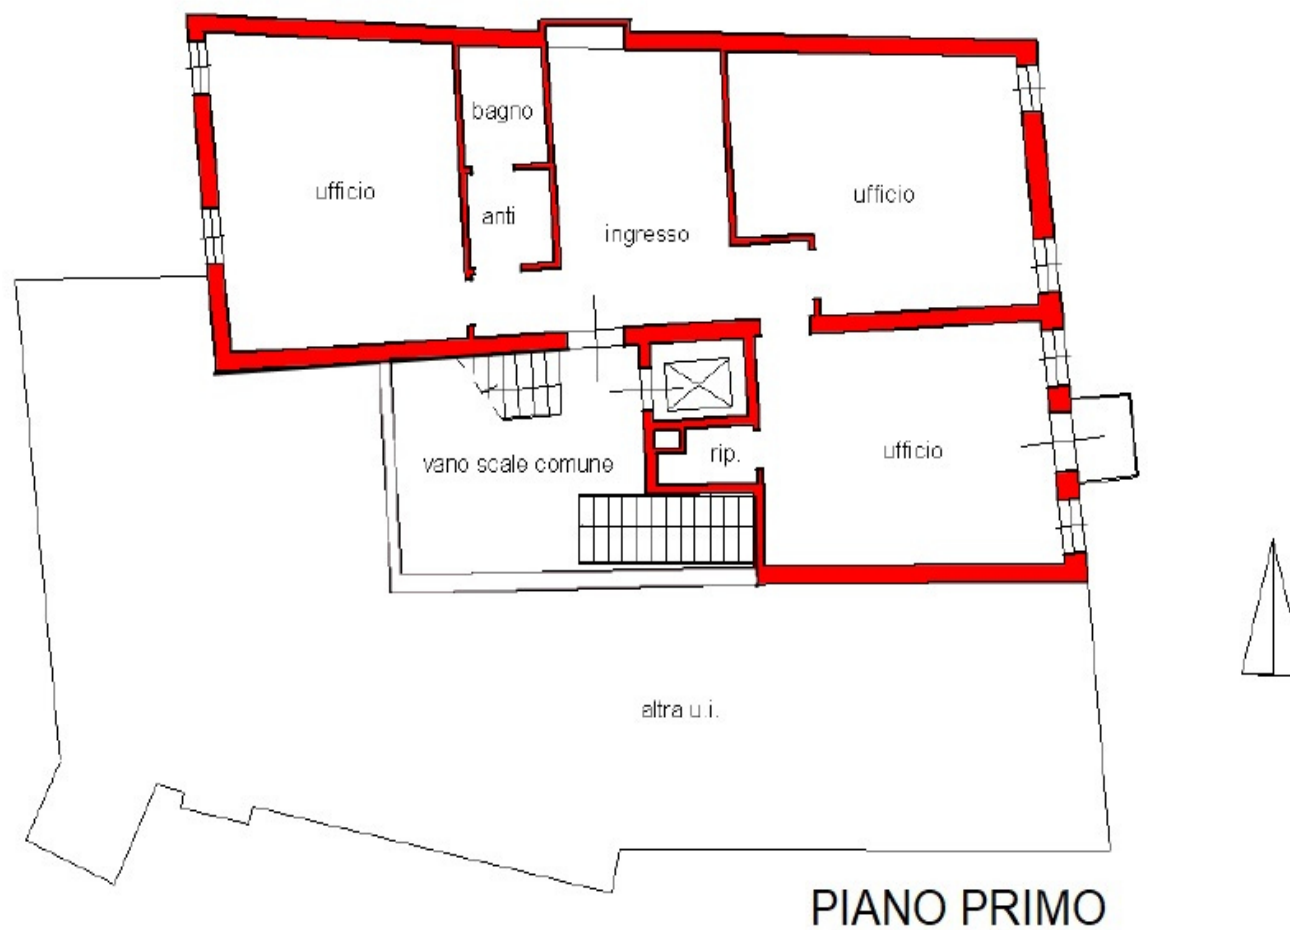 bagno
ufficio
ufficio
anti
ingresso
rip.
ufficio
vano scale comune
altra u.i.
PIANO PRIMO